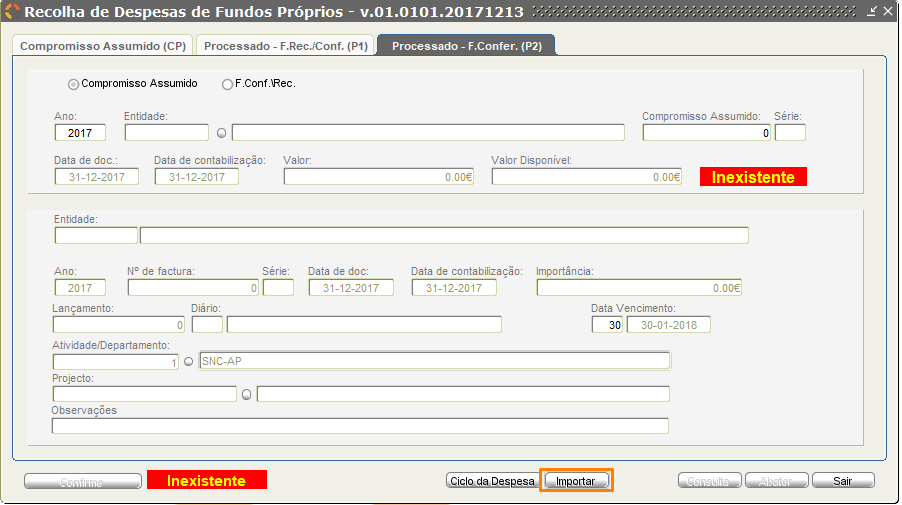 Recolha de Despesas de Fundos Próprios - v.01.0101.20171213
Compromisso Assumido (CP) Processado - F.Rec./Conf. (P1) Processado - F.Confer. (P2)
Compromisso Assumido F.Conf.\Rec.
Ano: Entidade: Compromisso Assumido: Série:
2017 0
Data de doc.: Data de contabilização: Valor: Valor Disponível:
31-12-2017 31-12-2017 0.00€ 0.00€ Inexistente
Entidade:
Ano: Nº de factura: Série: Data de doc: Data de contabilização: Importância:
2017 0 31-12-2017 31-12-2017 0.00€
Lançamento: Diário: Data Vencimento:
0 30 30-01-2018
Atividade/Departamento:
1 SNC-AP
Projecto:
Observações
Confirme Inexistente Ciclo da Despesa Importar Consulta Abater Sair